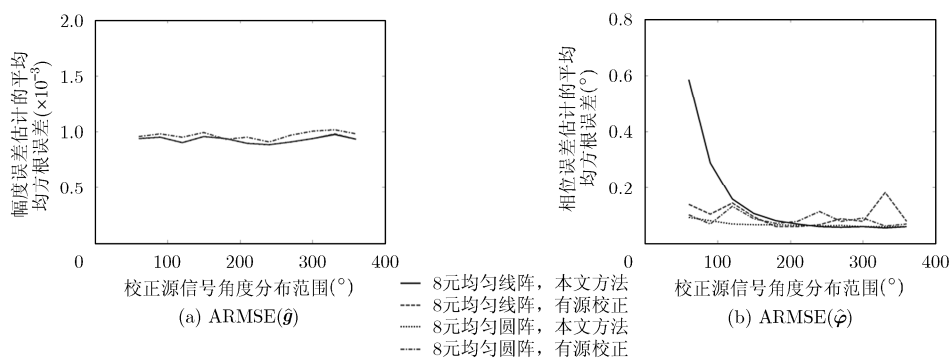 2.0
1.5
1.0
0.5
0
100
200
300
400
幅度误差估计的平均
均方根误差(×10⁻³)
校正源信号角度分布范围(°)
(a) ARMSE(ĝ)
0.8
0.6
0.4
0.2
0
100
200
300
400
相位误差估计的平均
均方根误差(°)
校正源信号角度分布范围(°)
(b) ARMSE(φ̂)
8元均匀线阵，本文方法
8元均匀线阵，有源校正
8元均匀圆阵，本文方法
8元均匀圆阵，有源校正